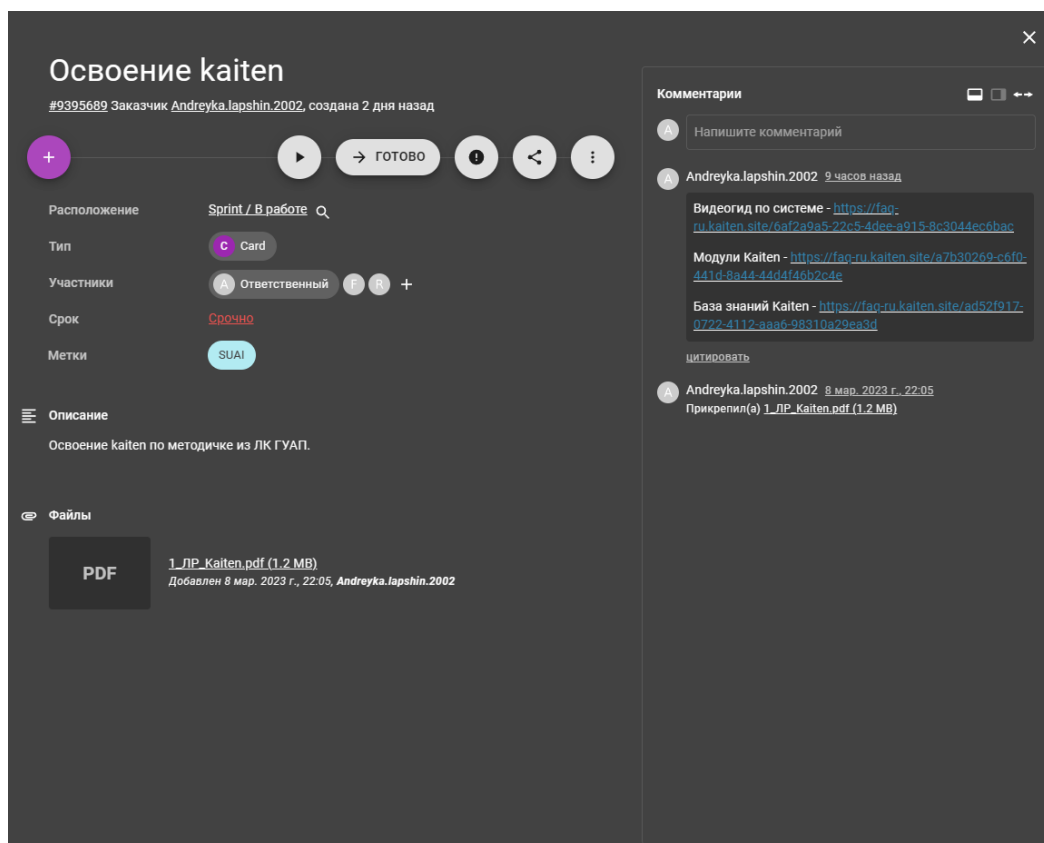 Освоение kaiten
#9395689 Заказчик Andreyka.lapshin.2002, создана 2 дня назад
+
→ ГОТОВО
Расположение
Sprint / В работе
Тип
C Card
Участники
A Ответственный F R +
Срок
Срочно
Метки
SUAI
Описание
Освоение kaiten по методичке из ЛК ГУАП.
Файлы
PDF
1_ЛР_Kaiten.pdf (1.2 MB)
Добавлен 8 мар. 2023 г., 22:05, Andreyka.lapshin.2002
Комментарии
A Напишите комментарий
A Andreyka.lapshin.2002 9 часов назад
Видеогид по системе - https://faq-
ru.kaiten.site/6af2a9a5-22c5-4dee-a915-8c3044ec6bac
Модули Kaiten - https://faq-ru.kaiten.site/a7b30269-c6f0-
441d-8a44-44d4f46b2c4e
База знаний Kaiten - https://faq-ru.kaiten.site/ad52f917-
0722-4112-aaa6-98310a29ea3d
цитировать
A Andreyka.lapshin.2002 8 мар. 2023 г., 22:05
Прикрепил(а) 1_ЛР_Kaiten.pdf (1.2 MB)